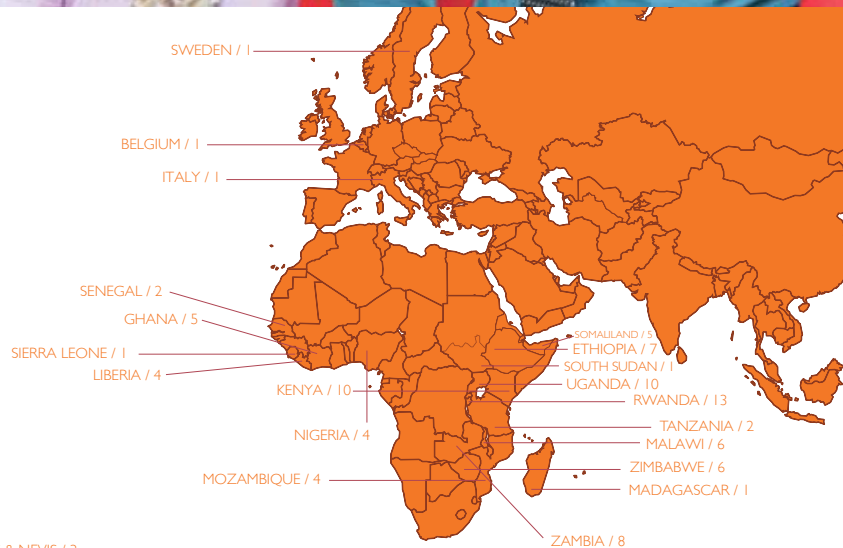 SWEDEN / 1
BELGIUM / 1
ITALY / 1
SENEGAL / 2
GHANA / 5
SIERRA LEONE / 1
LIBERIA / 4
KENYA / 10
NIGERIA / 4
MOZAMBIQUE / 4
SOMALILAND / 5
ETHIOPIA / 7
SOUTH SUDAN / 1
UGANDA / 10
RWANDA / 13
TANZANIA / 2
MALAWI / 6
ZIMBABWE / 6
MADAGASCAR / 1
ZAMBIA / 8
& NEVIS / 2